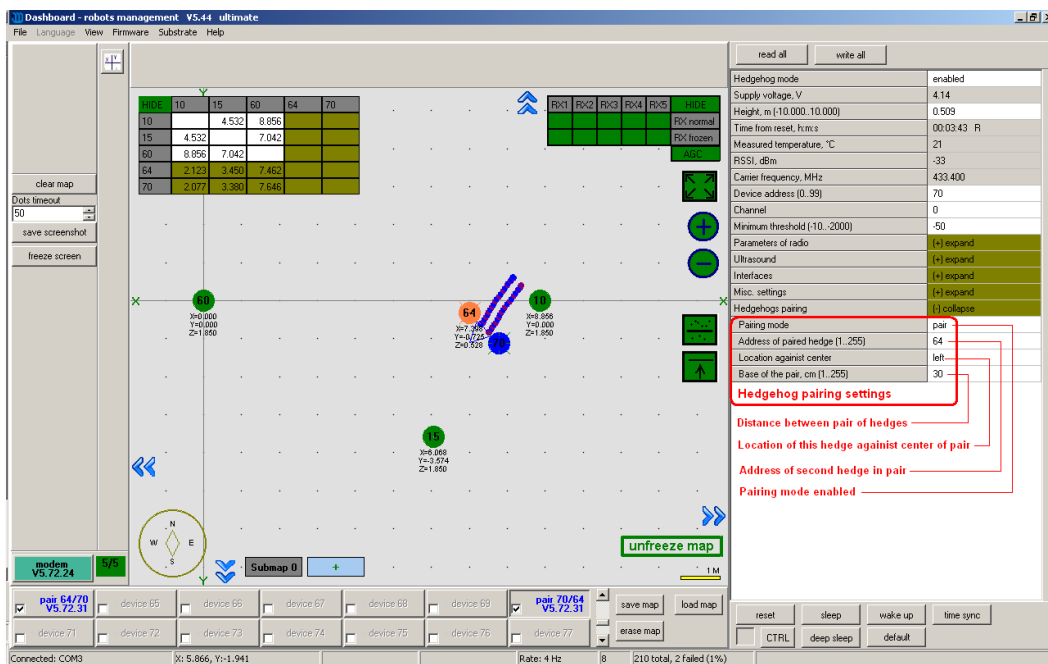 Dashboard - robots management V5.44 ultimate
File Language View Firmware Substrate Help
clear map
Dots timeout
50
save screenshot
freeze screen
modem
V5.72.24
5/5
HIDE 10 15 60 64 70
10 4.532 8.856
15 4.532 7.042
60 8.856 7.042
64 2.123 3.450 7.462
70 2.077 3.380 7.646
RX1 RX2 RX3 RX4 RX5 HIDE
RX normal
RX frozen
AGC
60
X=0.000
Y=0.000
Z=1.850
64
X=7.398
Y=-0.725
Z=0.528
70
10
X=8.856
Y=0.000
Z=1.850
15
X=6.068
Y=-3.574
Z=1.850
N
W E
S
Submap 0 +
unfreeze map
1 M
read all write all
Hedgehog mode enabled
Supply voltage, V 4.14
Height, m (-10.000..10.000) 0.509
Time from reset, h:m:s 00:03:43 R
Measured temperature, °C 21
RSSI, dBm -33
Carrier frequency, MHz 433.400
Device address (0..99) 70
Channel 0
Minimum threshold (-10..-2000) -50
Parameters of radio (+) expand
Ultrasound (+) expand
Interfaces (+) expand
Misc. settings (+) expand
Hedgehogs pairing (-) collapse
Pairing mode pair
Address of paired hedge (1..255) 64
Location againist center left
Base of the pair, cm (1..255) 30
Hedgehog pairing settings
Distance between pair of hedges
Location of this hedge againist center of pair
Address of second hedge in pair
Pairing mode enabled
pair 64/70
V5.72.31
device 65
device 66
device 67
device 68
device 69
pair 70/64
V5.72.31
device 71
device 72
device 73
device 74
device 75
device 76
device 77
save map load map
erase map
reset sleep wake up time sync
CTRL deep sleep default
Connected: COM3 X: 5.866, Y:-1.941 Rate: 4 Hz 8 210 total, 2 failed (1%)